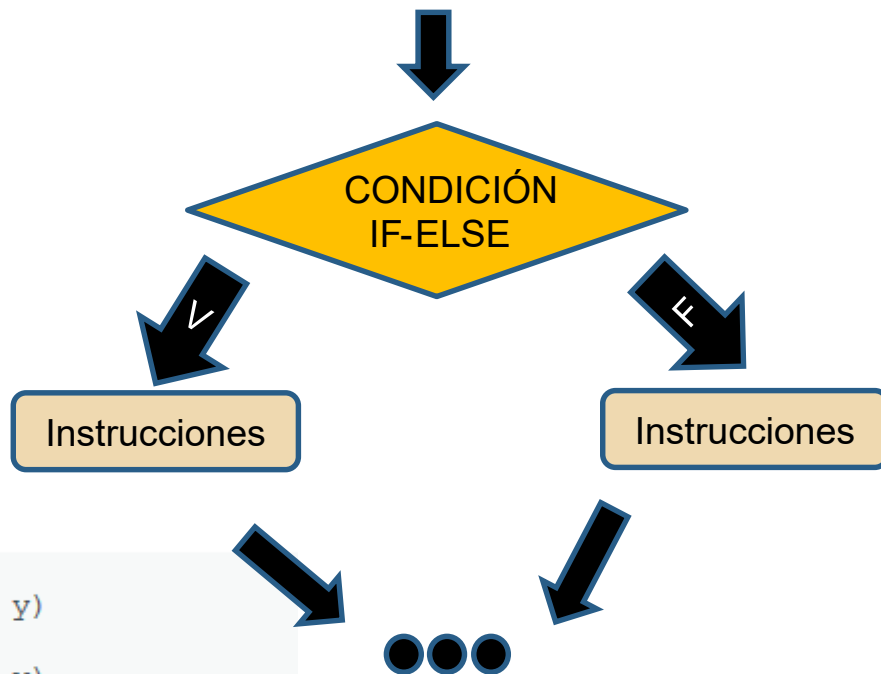 CONDICIÓN
IF-ELSE
V
F
Instrucciones
Instrucciones
y)